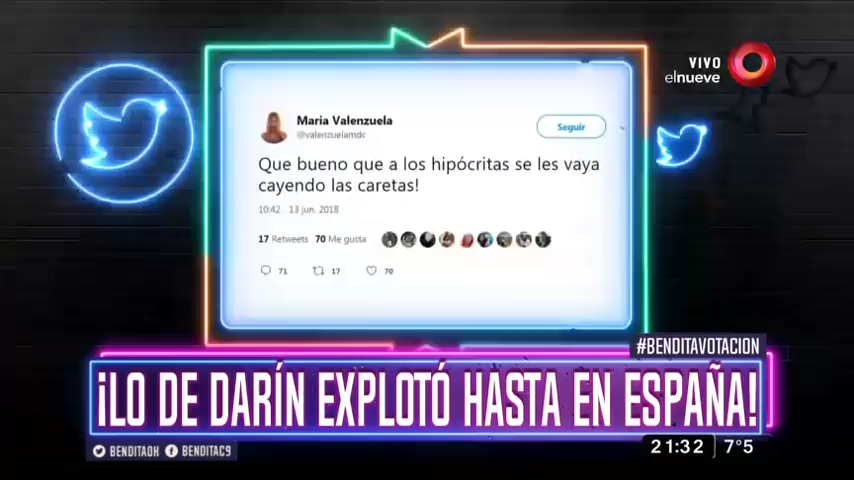 VIVO
elnueve
Maria Valenzuela
@valenzuelamdc
Seguir
Que bueno que a los hipócritas se les vaya
cayendo las caretas!
10:42 13 jun. 2018
17 Retweets 70 Me gusta
71 17 70
#BENDITAVOTACION
¡LO DE DARÍN EXPLOTÓ HASTA EN ESPAÑA!
BENDITAOK BENDITAC9
21:32 7°5